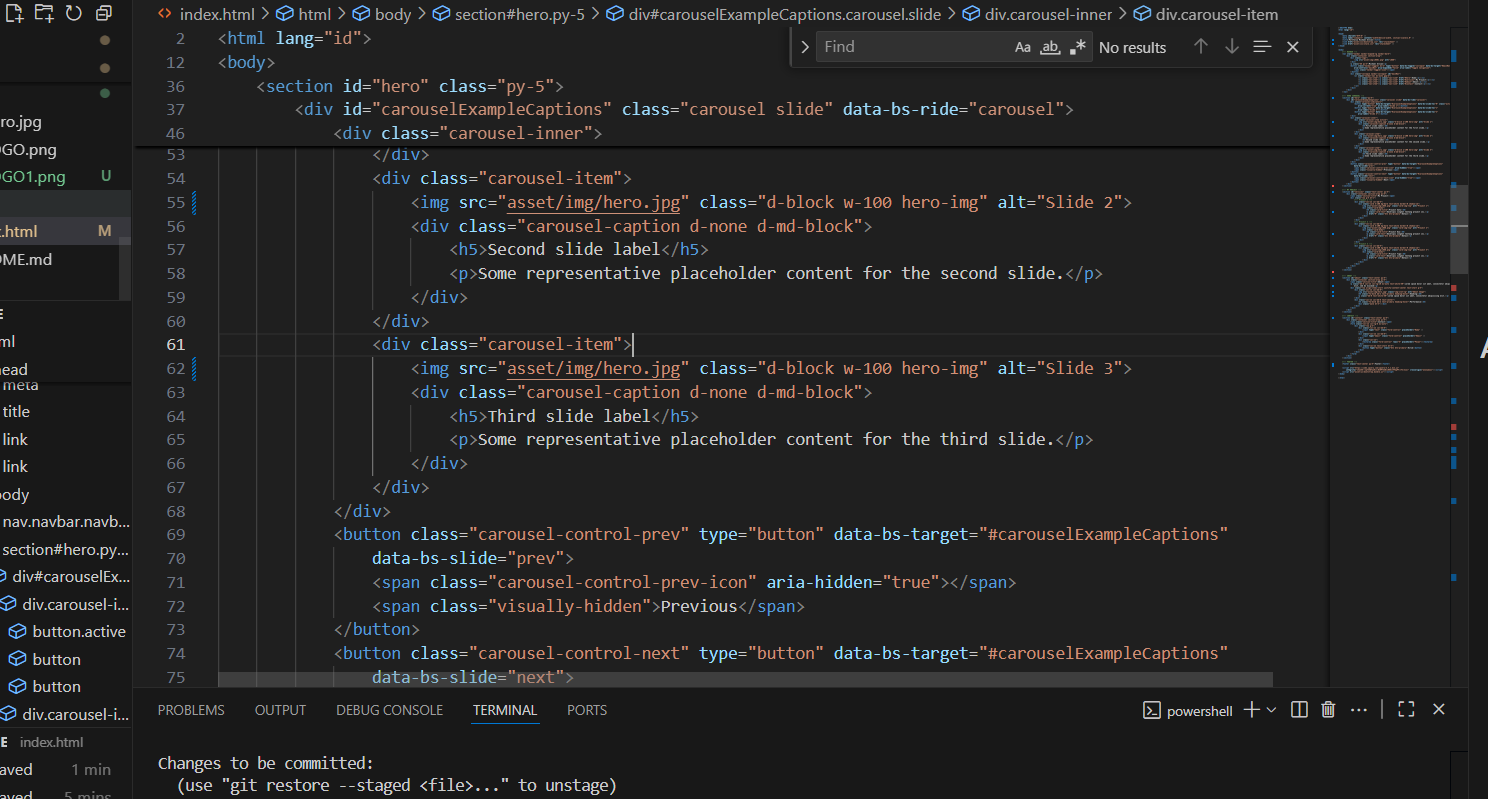 index.html > html > body > section#hero.py-5 > div#carouselExampleCaptions.carousel.slide > div.carousel-inner > div.carousel-item
Find Aa ab No results
2 <html lang="id">
12 <body>
36 <section id="hero" class="py-5">
37 <div id="carouselExampleCaptions" class="carousel slide" data-bs-ride="carousel">
46 <div class="carousel-inner">
53 </div>
54 <div class="carousel-item">
55 <img src="asset/img/hero.jpg" class="d-block w-100 hero-img" alt="Slide 2">
56 <div class="carousel-caption d-none d-md-block">
57 <h5>Second slide label</h5>
58 <p>Some representative placeholder content for the second slide.</p>
59 </div>
60 </div>
61 <div class="carousel-item">
62 <img src="asset/img/hero.jpg" class="d-block w-100 hero-img" alt="Slide 3">
63 <div class="carousel-caption d-none d-md-block">
64 <h5>Third slide label</h5>
65 <p>Some representative placeholder content for the third slide.</p>
66 </div>
67 </div>
68 </div>
69 <button class="carousel-control-prev" type="button" data-bs-target="#carouselExampleCaptions"
70 data-bs-slide="prev">
71 <span class="carousel-control-prev-icon" aria-hidden="true"></span>
72 <span class="visually-hidden">Previous</span>
73 </button>
74 <button class="carousel-control-next" type="button" data-bs-target="#carouselExampleCaptions"
75 data-bs-slide="next">
ro.jpg
GO.png
GO1.png U
.html M
ME.md
E
ml
ead
meta
title
link
link
ody
nav.navbar.navb...
section#hero.py...
div#carouselEx...
div.carousel-i...
button.active
button
button
div.carousel-i...
E index.html
aved 1 min
aved 5 mins
PROBLEMS OUTPUT DEBUG CONSOLE TERMINAL PORTS powershell
Changes to be committed:
(use "git restore --staged <file>..." to unstage)